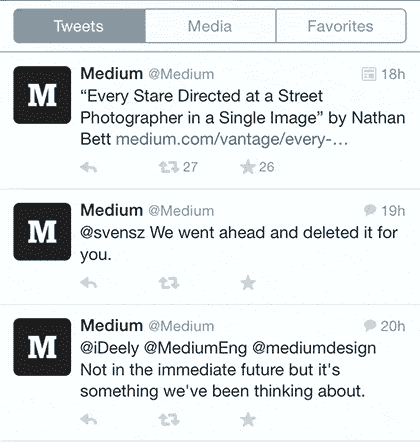 Tweets Media Favorites
Medium @Medium 18h
“Every Stare Directed at a Street
Photographer in a Single Image” by Nathan
Bett medium.com/vantage/every-...
27 26
M
Medium @Medium 19h
@svensz We went ahead and deleted it for
you.
M
Medium @Medium 20h
@iDeely @MediumEng @mediumdesign
Not in the immediate future but it's
something we've been thinking about.
M